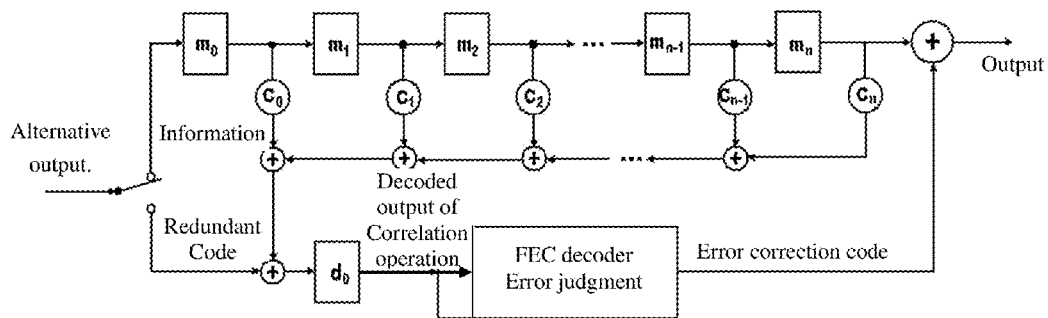 m₀ m₁ m₂ ... mₙ₋₁ mₙ +
Output
C₀ C₁ C₂ Cₙ₋₁ Cₙ
Alternative
output.
Information
+ + + ... +
Decoded
output of
Correlation
operation
Redundant
Code
+ d₀
FEC decoder
Error judgment
Error correction code